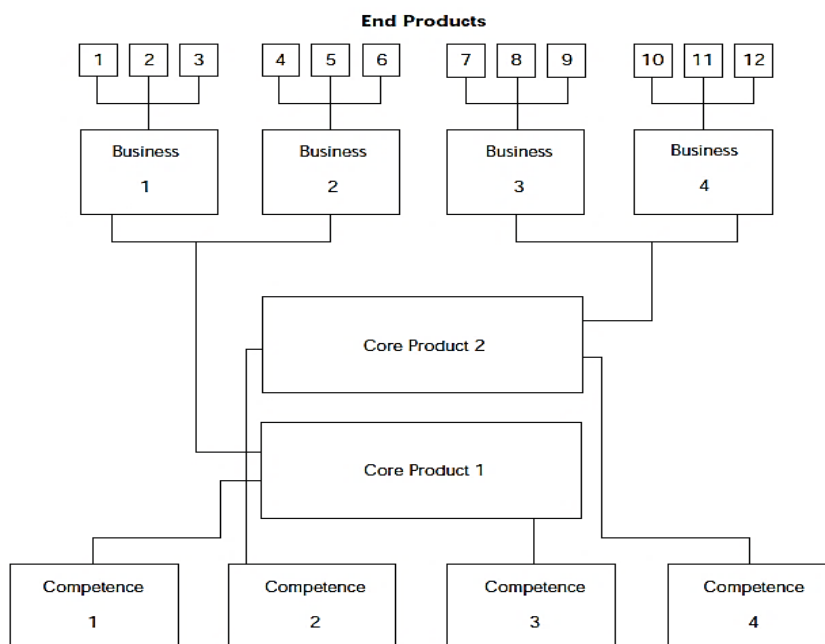 End Products
1 2 3 4 5 6 7 8 9 10 11 12
Business Business Business Business
1 2 3 4
Core Product 2
Core Product 1
Competence Competence Competence Competence
1 2 3 4